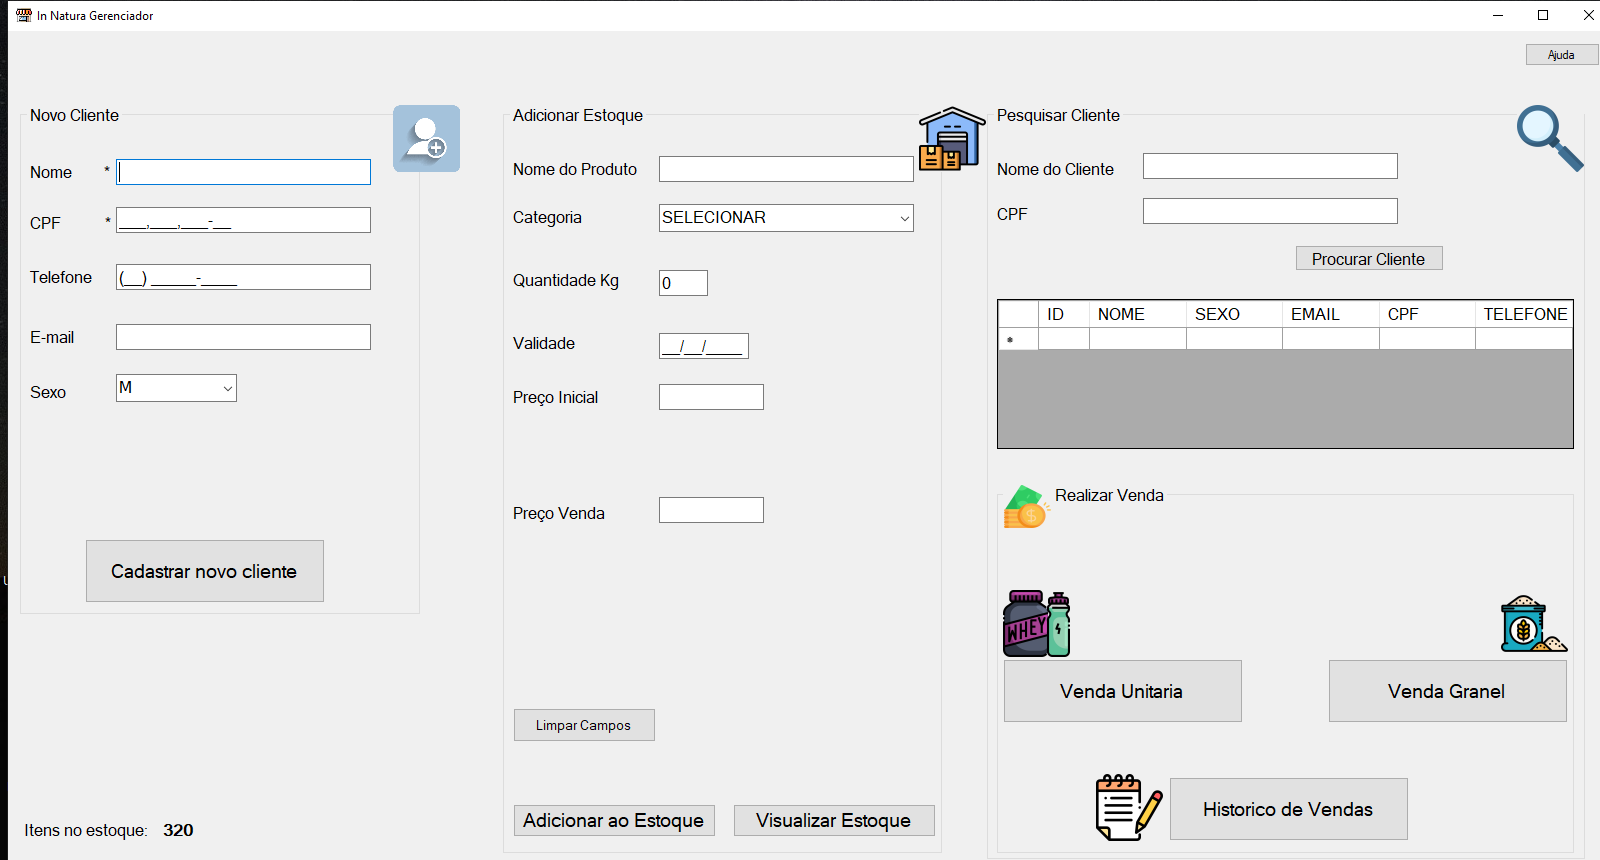 In Natura Gerenciador
Ajuda
Novo Cliente
Nome *
CPF * ___,___,___-__
Telefone (__) _____-____
E-mail
Sexo M
Cadastrar novo cliente
Itens no estoque: 320
Adicionar Estoque
Nome do Produto
Categoria SELECIONAR
Quantidade Kg 0
Validade __/__/____
Preço Inicial
Preço Venda
Limpar Campos
Adicionar ao Estoque Visualizar Estoque
Pesquisar Cliente
Nome do Cliente
CPF
Procurar Cliente
ID NOME SEXO EMAIL CPF TELEFONE
*
Realizar Venda
WHEY
Venda Unitaria Venda Granel
Historico de Vendas